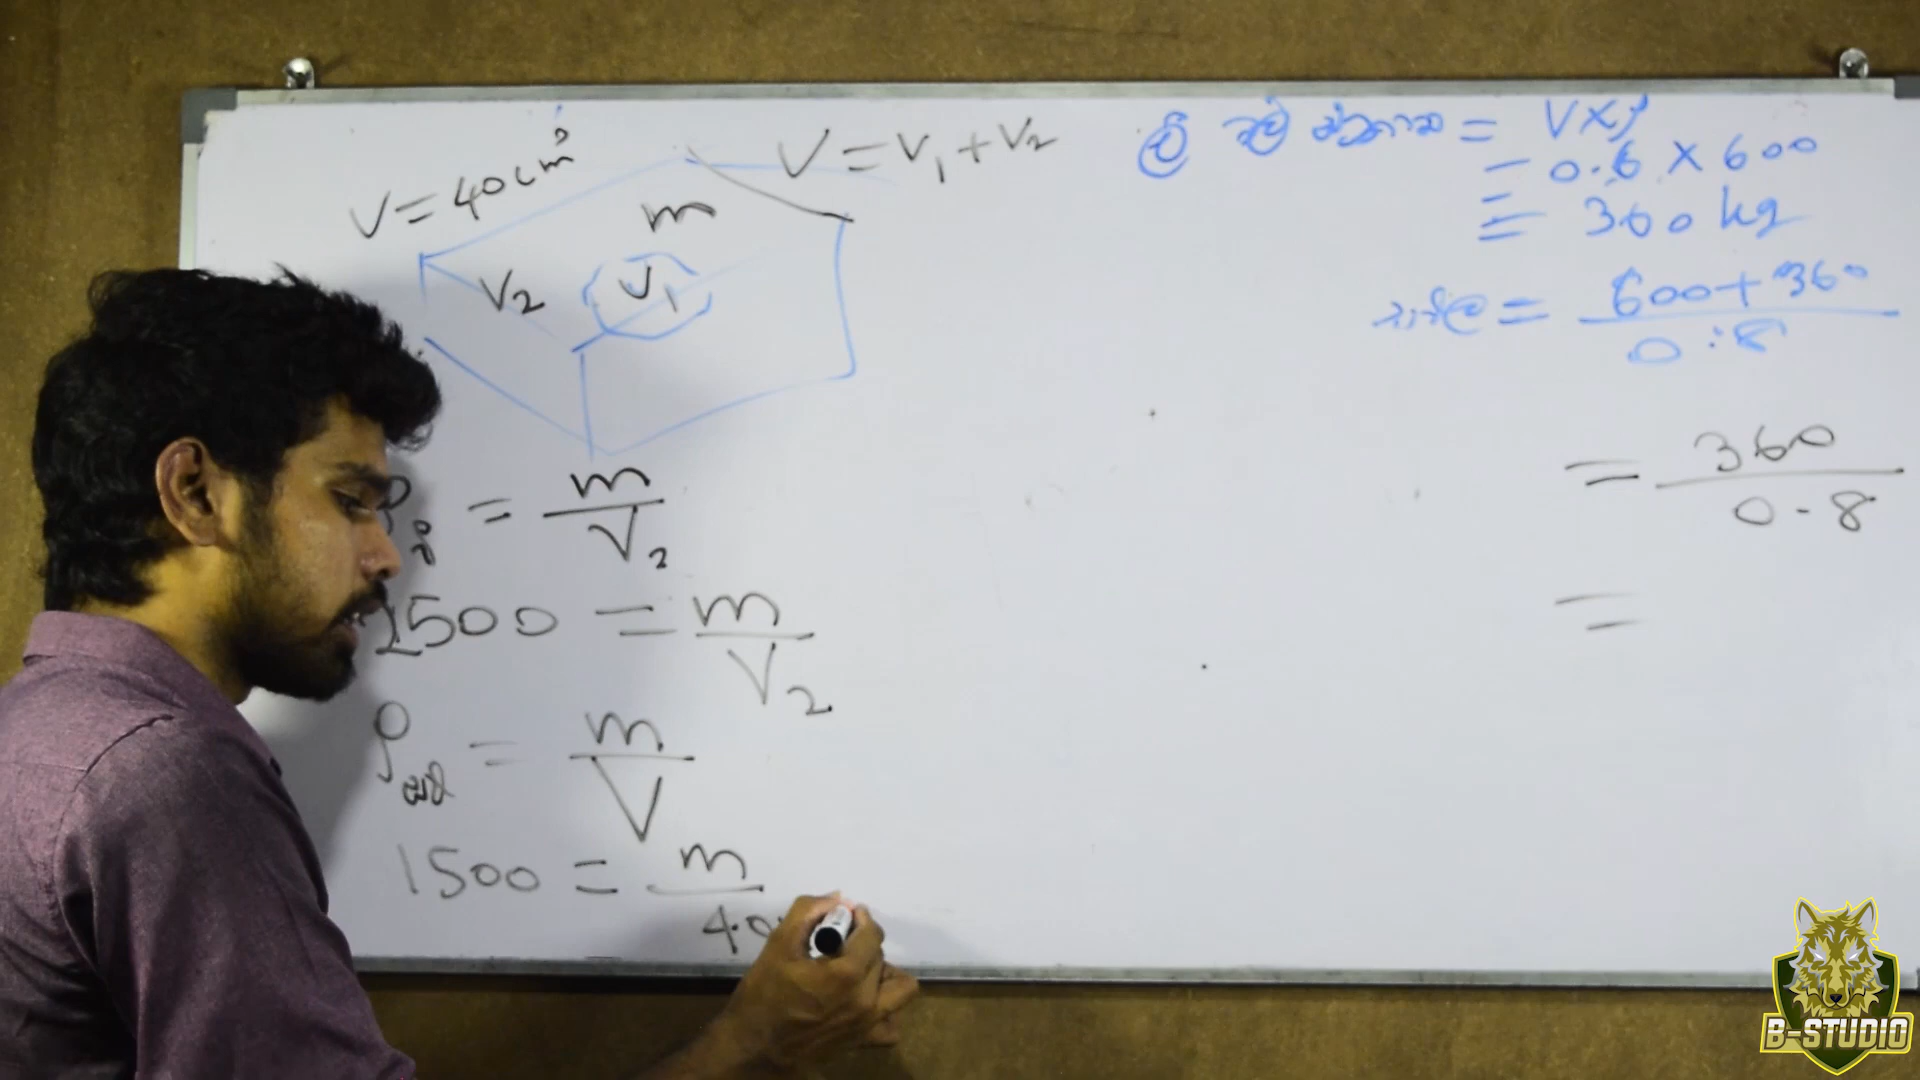 V = 40cm³
V = V₁ + V₂
m
V₂
V₁
ρ = m / V₂
2500 = m / V₂
ρ = m / V
1500 = m / 40
= V × ρ
= 0.6 × 600
= 360 kg
= 600 + 360 / 0.8
= 360 / 0.8
=
B-STUDIO